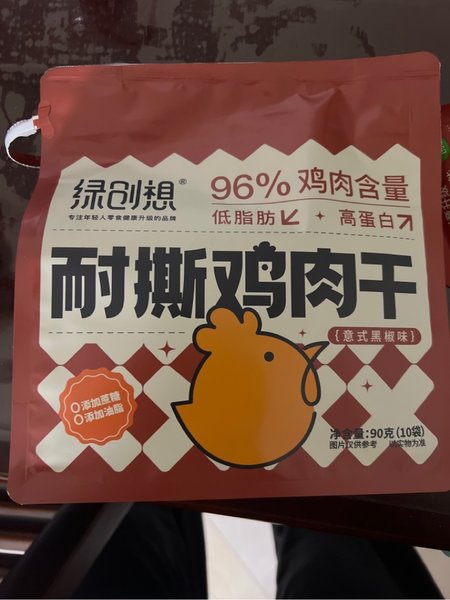 绿创想®
专注年轻人零食健康升级的品牌
96% 鸡肉含量
低脂肪 高蛋白
耐撕鸡肉干
{意式黑椒味}
0添加蔗糖
0添加油脂
净含量:90克(10袋)
图片仅供参考 以实物为准